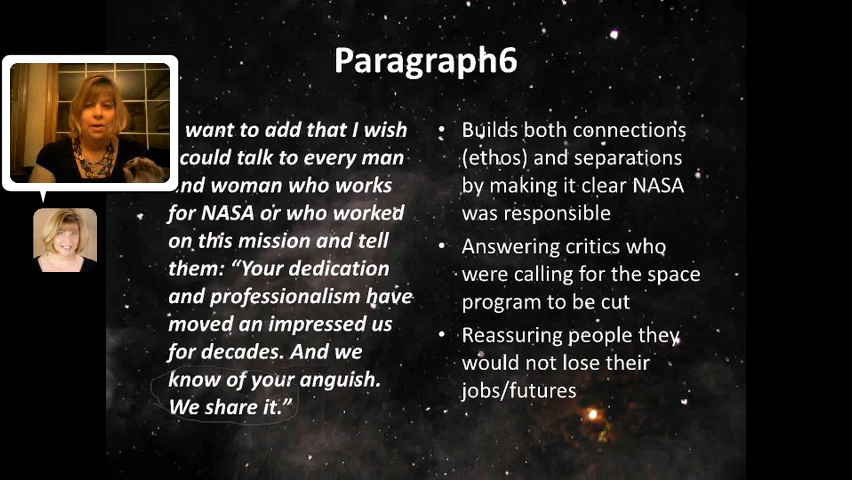 Paragraph6
want to add that I wish
could talk to every man
and woman who works
for NASA or who worked
on this mission and tell
them: “Your dedication
and professionalism have
moved an impressed us
for decades. And we
know of your anguish.
We share it.”
• Builds both connections
(ethos) and separations
by making it clear NASA
was responsible
• Answering critics who
were calling for the space
program to be cut
• Reassuring people they
would not lose their
jobs/futures